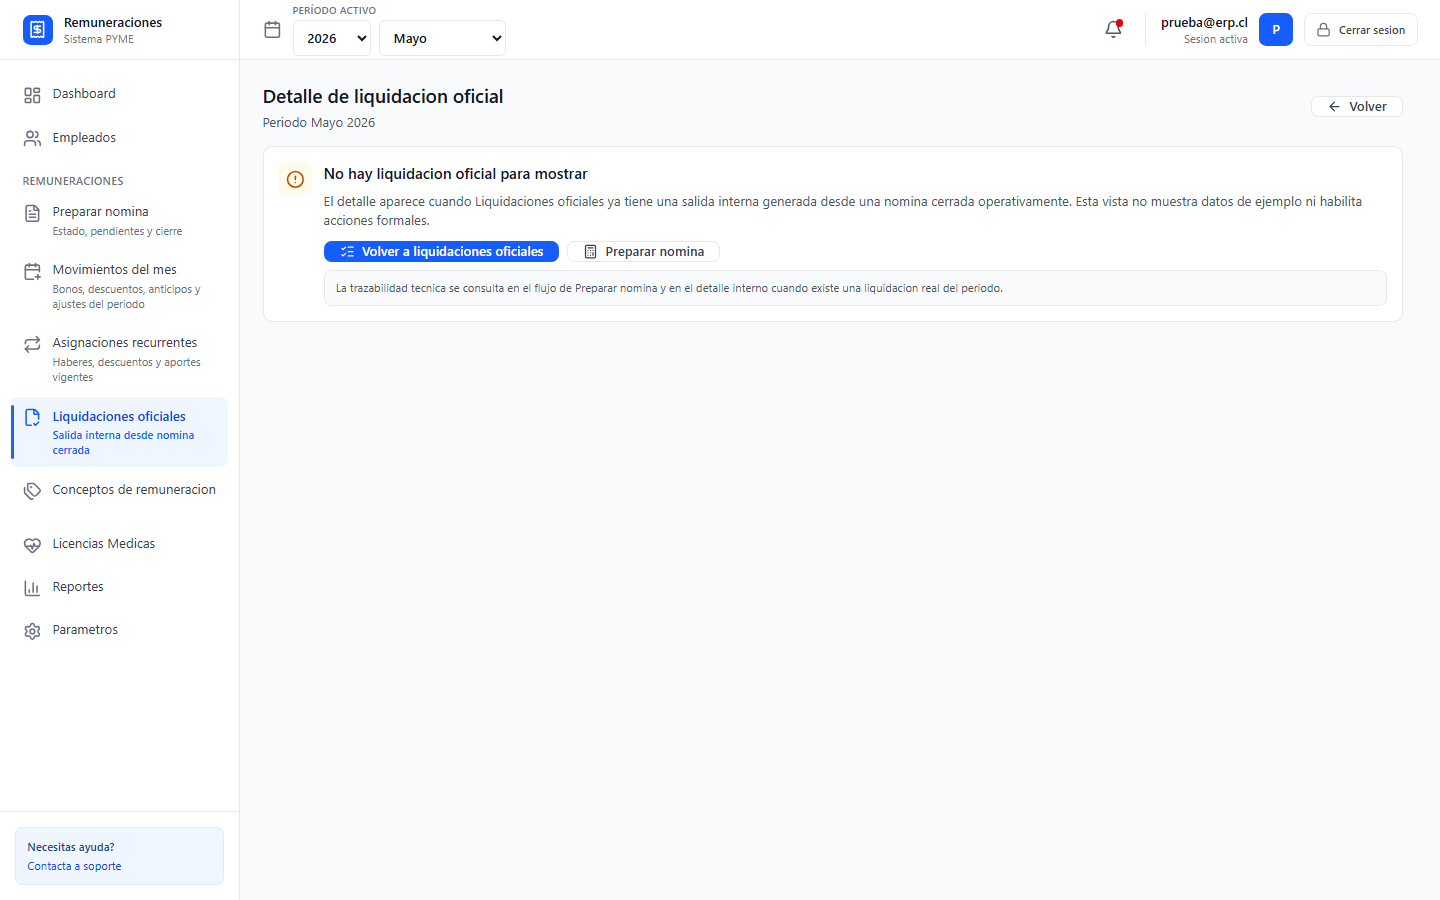 Remuneraciones
Sistema PYME
Dashboard
Empleados
REMUNERACIONES
Preparar nomina
Estado, pendientes y cierre
Movimientos del mes
Bonos, descuentos, anticipos y
ajustes del periodo
Asignaciones recurrentes
Haberes, descuentos y aportes
vigentes
Liquidaciones oficiales
Salida interna desde nomina
cerrada
Conceptos de remuneracion
Licencias Medicas
Reportes
Parametros
Necesitas ayuda?
Contacta a soporte
PERÍODO ACTIVO
2026
Mayo
prueba@erp.cl
Sesion activa
P
Cerrar sesion
Detalle de liquidacion oficial
Periodo Mayo 2026
Volver
No hay liquidacion oficial para mostrar
El detalle aparece cuando Liquidaciones oficiales ya tiene una salida interna generada desde una nomina cerrada operativamente. Esta vista no muestra datos de ejemplo ni habilita
acciones formales.
Volver a liquidaciones oficiales
Preparar nomina
La trazabilidad tecnica se consulta en el flujo de Preparar nomina y en el detalle interno cuando existe una liquidacion real del periodo.